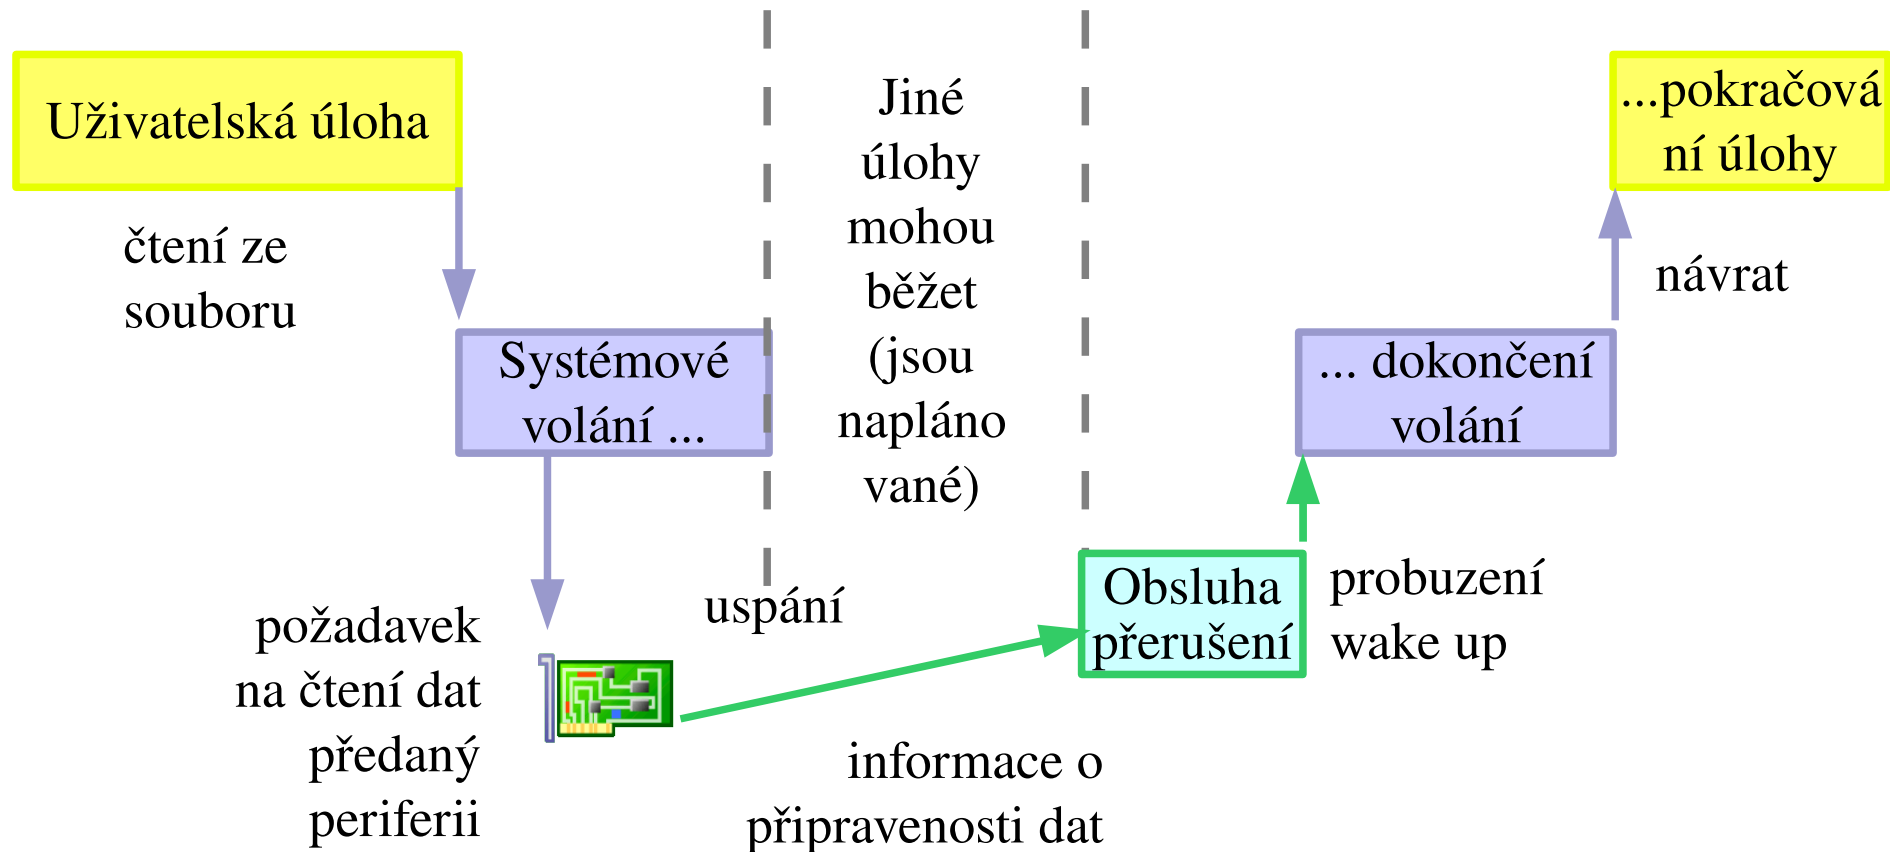 Uživatelská úloha
čtení ze
souboru
Systémové
volání ...
požadavek
na čtení dat
předaný
periferii
uspání
Jiné
úlohy
mohou
běžet
(jsou
napláno
vané)
informace o
připravenosti dat
Obsluha
přerušení
probuzení
wake up
... dokončení
volání
návrat
...pokračová
ní úlohy